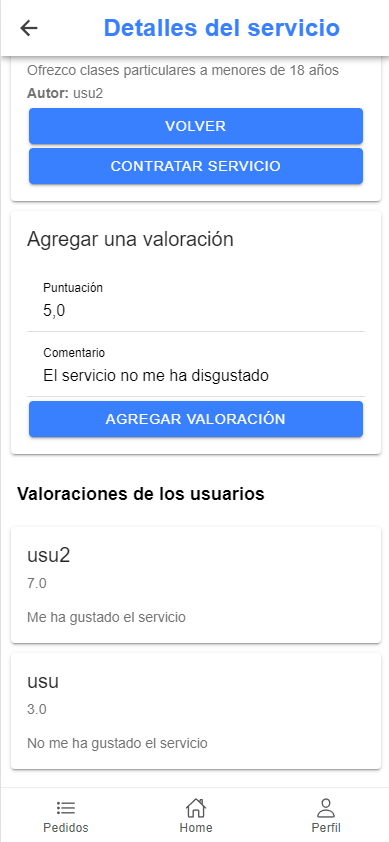 Detalles del servicio
Ofrezco clases particulares a menores de 18 años
Autor: usu2
VOLVER
CONTRATAR SERVICIO
Agregar una valoración
Puntuación
5,0
Comentario
El servicio no me ha disgustado
AGREGAR VALORACIÓN
Valoraciones de los usuarios
usu2
7.0
Me ha gustado el servicio
usu
3.0
No me ha gustado el servicio
Pedidos Home Perfil